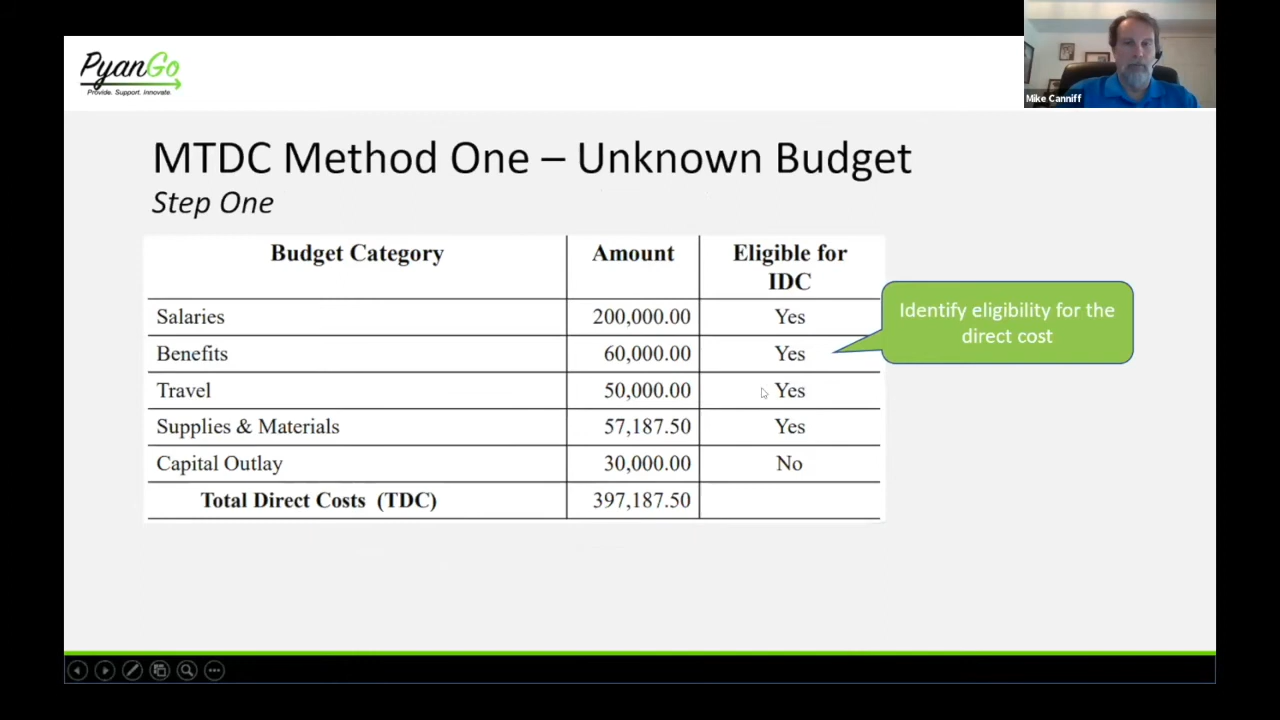 PyanGo
Provide. Support. Innovate.
Mike Canniff
MTDC Method One – Unknown Budget
Step One
Budget Category Amount Eligible for IDC
Salaries 200,000.00 Yes
Benefits 60,000.00 Yes
Travel 50,000.00 Yes
Supplies & Materials 57,187.50 Yes
Capital Outlay 30,000.00 No
Total Direct Costs (TDC) 397,187.50
Identify eligibility for the
direct cost